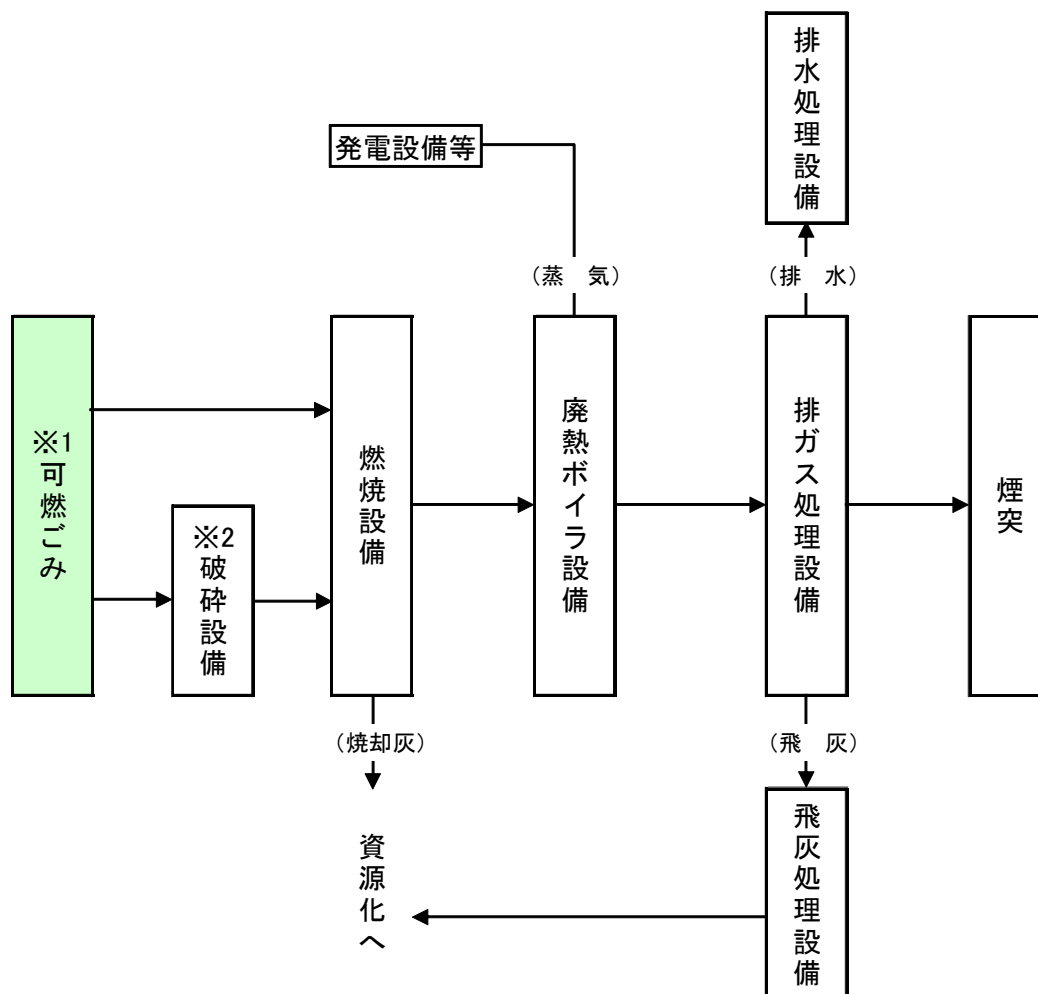 排水処理設備
発電設備等
（蒸　気）
（排　水）
※1
可燃ごみ
※2
破砕設備
燃焼設備
廃熱ボイラ設備
排ガス処理設備
煙突
（焼却灰）
（飛　灰）
資源化へ
飛灰処理設備